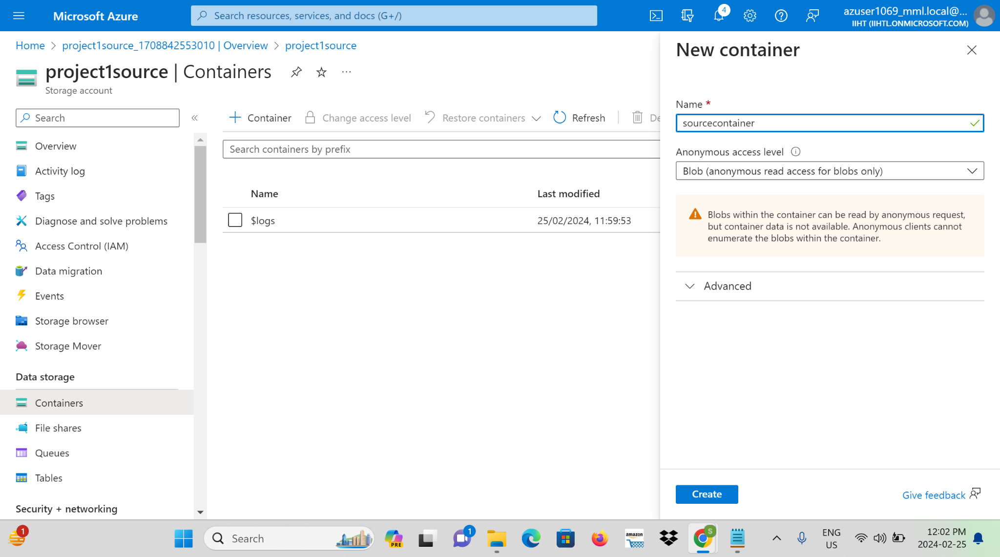 Microsoft Azure
Search resources, services, and docs (G+/)
4
azuser1069_mml.local@...
IIHT (IIHTL.ONMICROSOFT.COM)
Home > project1source_1708842553010 | Overview > project1source
project1source | Containers
Storage account
Search
Overview
Activity log
Tags
Diagnose and solve problems
Access Control (IAM)
Data migration
Events
Storage browser
Storage Mover
Data storage
Containers
File shares
Queues
Tables
Security + networking
Container
Change access level
Restore containers
Refresh
De
Search containers by prefix
Name Last modified
$logs 25/02/2024, 11:59:53
New container
Name *
sourcecontainer
Anonymous access level
Blob (anonymous read access for blobs only)
Blobs within the container can be read by anonymous request,
but container data is not available. Anonymous clients cannot
enumerate the blobs within the container.
Advanced
Create
Give feedback
1
Search
PRE
1
amazon
S
ENG
US
12:02 PM
2024-02-25